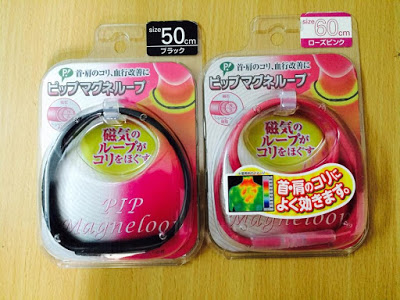 size 50cm
ブラック
首・肩のコリ、血行改善に
ピップマグネループ
磁気の
ループが
コリをほぐす
PIP
Magneloop
size 60cm
ローズピンク
首・肩のコリ、血行改善に
ピップマグネループ
磁気の
ループが
コリをほぐす
首・肩のコリに
よく効きます。
Magneloop